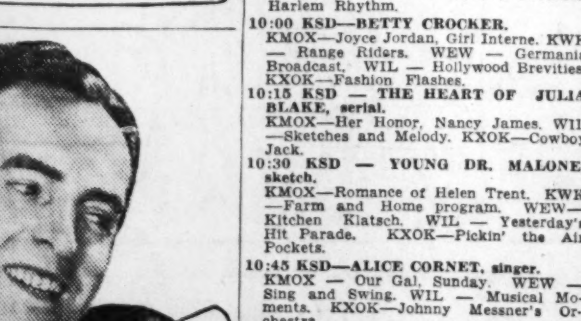 Harlem Rhythm.
10:00 KSD—BETTY CROCKER.
KMOX—Joyce Jordan, Girl Interne. KWK
— Range Riders. WEW — Germania
Broadcast. WIL — Hollywood Brevities.
KXOK—Fashion Flashes.
10:15 KSD — THE HEART OF JULIA
BLAKE, serial.
KMOX—Her Honor, Nancy James. WIL
—Sketches and Melody. KXOK—Cowboy
Jack.
10:30 KSD — YOUNG DR. MALONE,
sketch.
KMOX—Romance of Helen Trent. KWK
—Farm and Home program. WEW—
Kitchen Klatsch. WIL — Yesterday's
Hit Parade. KXOK—Pickin' the Air
Pockets.
10:45 KSD—ALICE CORNET, singer.
KMOX — Our Gal, Sunday. WEW —
Sing and Swing. WIL — Musical Mo-
ments. KXOK—Johnny Messner's Or-
chestra.